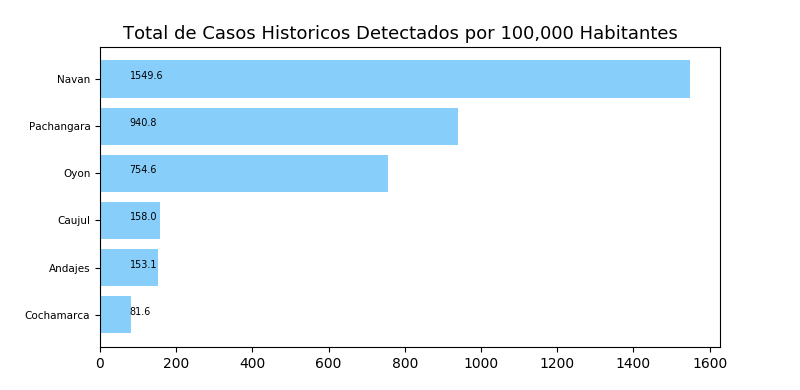 Total de Casos Historicos Detectados por 100,000 Habitantes
Navan 1549.6
Pachangara 940.8
Oyon 754.6
Caujul 158.0
Andajes 153.1
Cochamarca 81.6
0 200 400 600 800 1000 1200 1400 1600